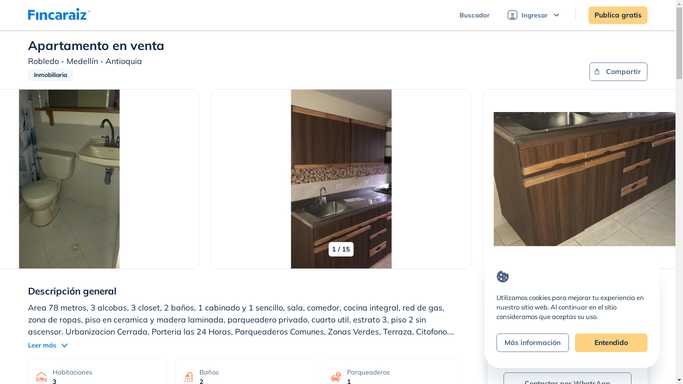 Fincaraiz
Buscador
Ingresar
Publica gratis
Apartamento en venta
Robledo - Medellín - Antioquia
Inmobiliaria
Compartir
1 / 15
Descripción general
Area 78 metros, 3 alcobas, 3 closet, 2 baños, 1 cabinado y 1 sencillo, sala, comedor, cocina integral, red de gas,
zona de ropas, piso en ceramica y madera laminada, parqueadero privado, cuarto util, estrato 3, piso 2 sin
ascensor. Urbanizacion Cerrada, Porteria las 24 Horas, Parqueaderos Comunes, Zonas Verdes, Terraza, Citofono....
Leer más
Habitaciones
3
Baños
2
Parqueaderos
1
Utilizamos cookies para mejorar tu experiencia en
nuestro sitio web. Al continuar en el sitio
consideramos que aceptas su uso.
Más información
Entendido
Contactar por WhatsApp